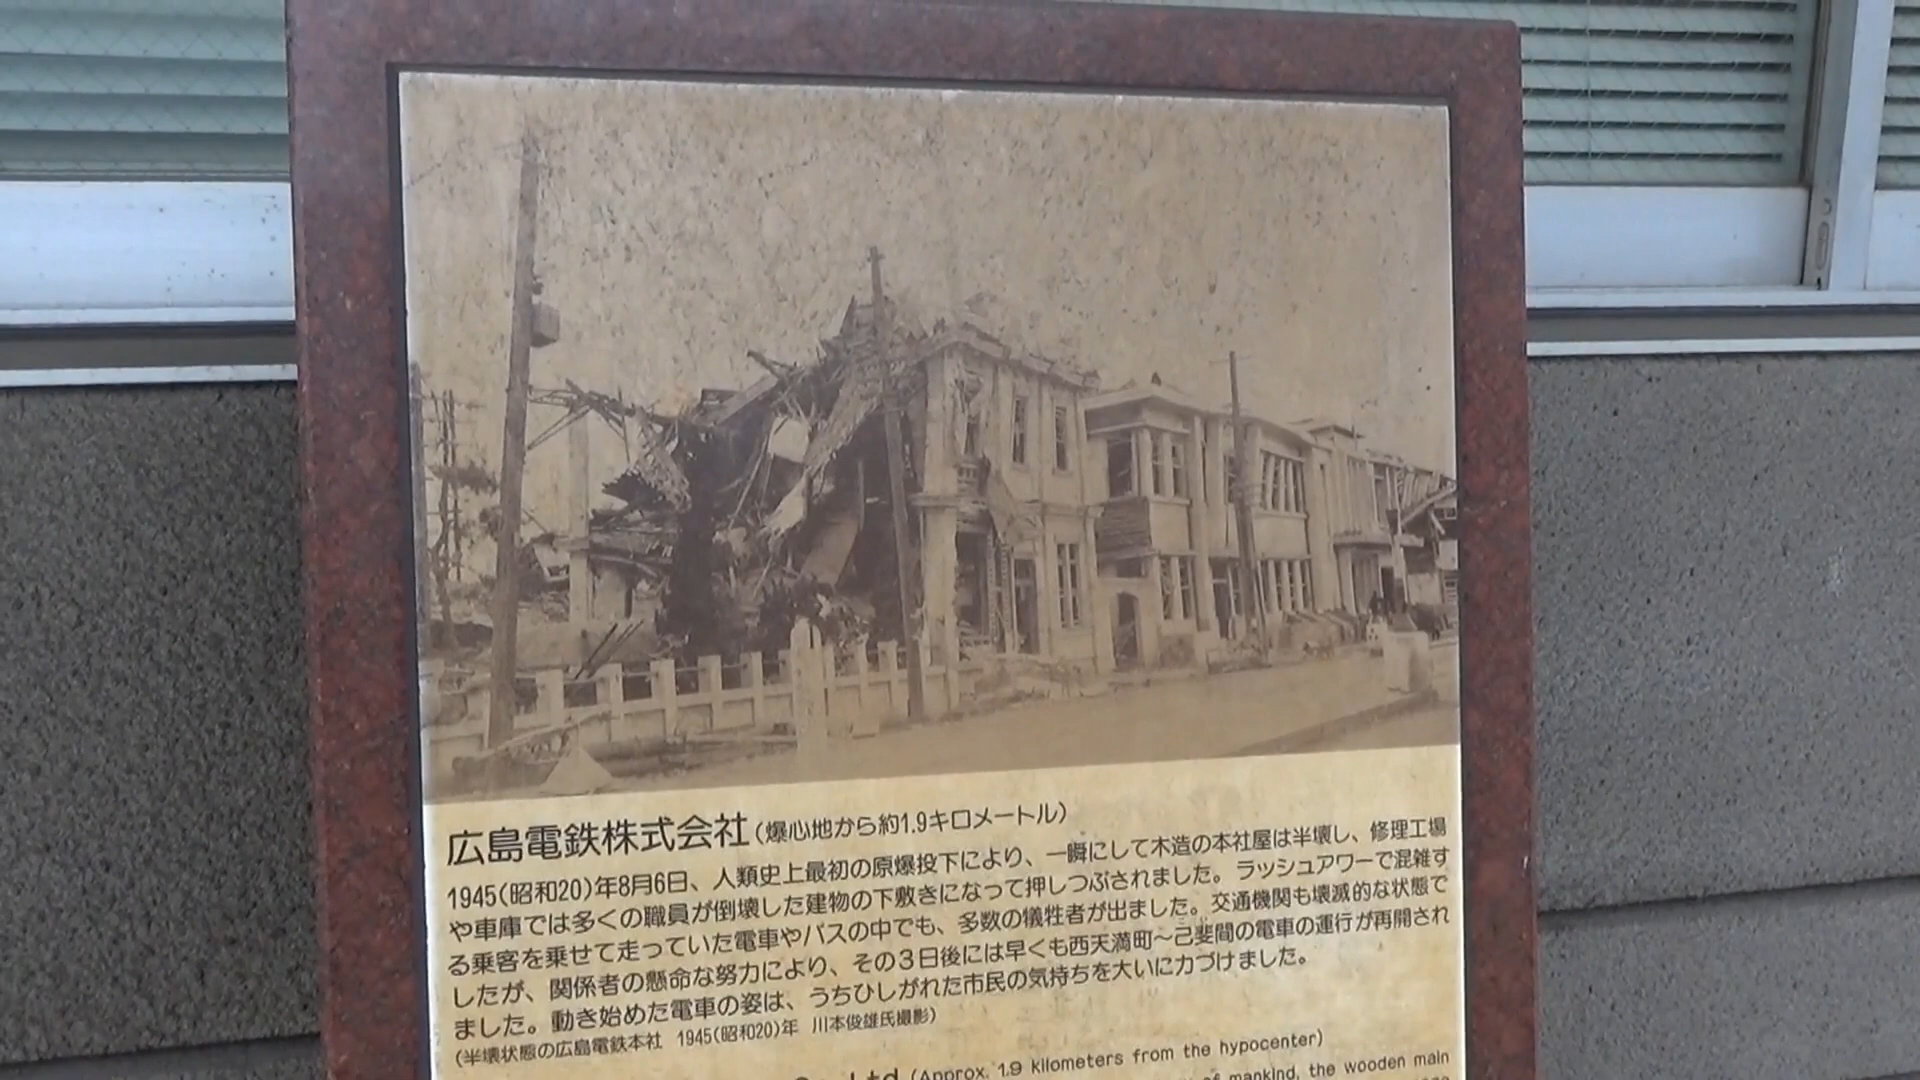 広島電鉄株式会社(爆心地から約1.9キロメートル)
1945(昭和20)年8月6日、人類史上最初の原爆投下により、一瞬にして木造の本社屋は半壊し、修理工場
や車庫では多くの職員が倒壊した建物の下敷きになって押しつぶされました。ラッシュアワーで混雑す
る乗客を乗せて走っていた電車やバスの中でも、多数の犠牲者が出ました。交通機関も壊滅的な状態で
したが、関係者の懸命な努力により、その3日後には早くも西天満町〜己斐間の電車の運行が再開され
ました。動き始めた電車の姿は、うちひしがれた市民の気持ちを大いに力づけました。
(半壊状態の広島電鉄本社 1945(昭和20)年 川本俊雄氏撮影)
Ltd (Approx. 1.9 kilometers from the hypocenter)
of mankind, the wooden main